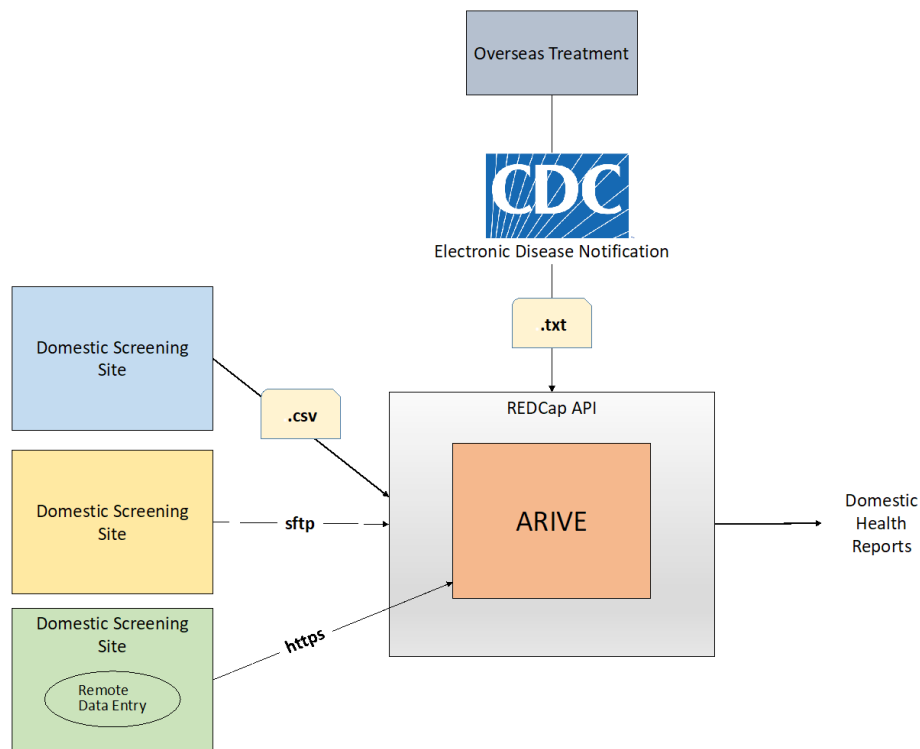 Overseas Treatment
CDC
Electronic Disease Notification
.txt
Domestic Screening
Site
.csv
REDCap API
ARIVE
Domestic Screening
Site
sftp
Domestic
Health
Reports
Domestic Screening
Site
https
Remote
Data Entry